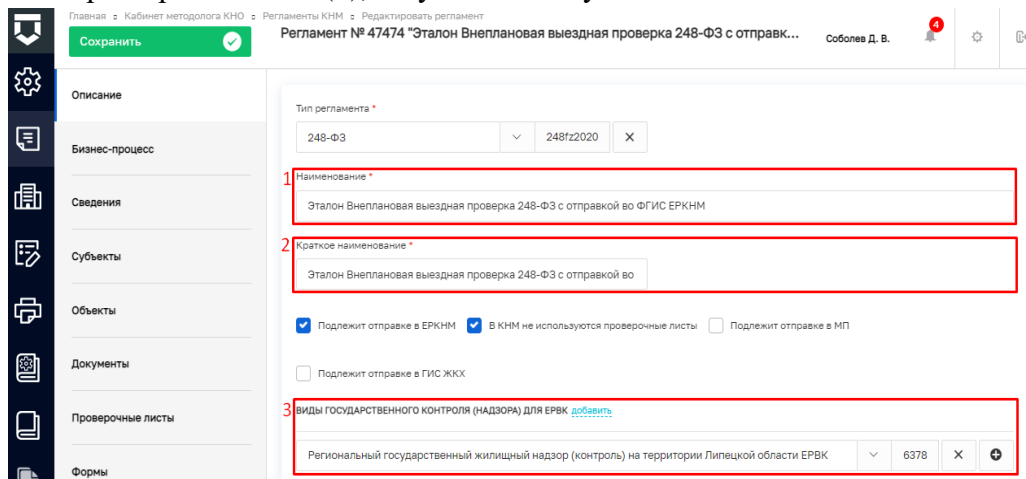 Главная Кабинет методолога КНО Регламенты КНМ Редактировать регламент
Сохранить
Регламент № 47474 "Эталон Внеплановая выездная проверка 248-ФЗ с отправк...
Соболев Д. В.
4
Описание
Бизнес-процесс
Сведения
Субъекты
Объекты
Документы
Проверочные листы
Формы
Тип регламента *
248-ФЗ 248fz2020
1 Наименование *
Эталон Внеплановая выездная проверка 248-ФЗ с отправкой во ФГИС ЕРКНМ
2 Краткое наименование *
Эталон Внеплановая выездная проверка 248-ФЗ с отправкой во
Подлежит отправке в ЕРКНМ В КНМ не используются проверочные листы Подлежит отправке в МП
Подлежит отправке в ГИС ЖКХ
3 ВИДЫ ГОСУДАРСТВЕННОГО КОНТРОЛЯ (НАДЗОРА) ДЛЯ ЕРВК добавить
Региональный государственный жилищный надзор (контроль) на территории Липецкой области ЕРВК 6378